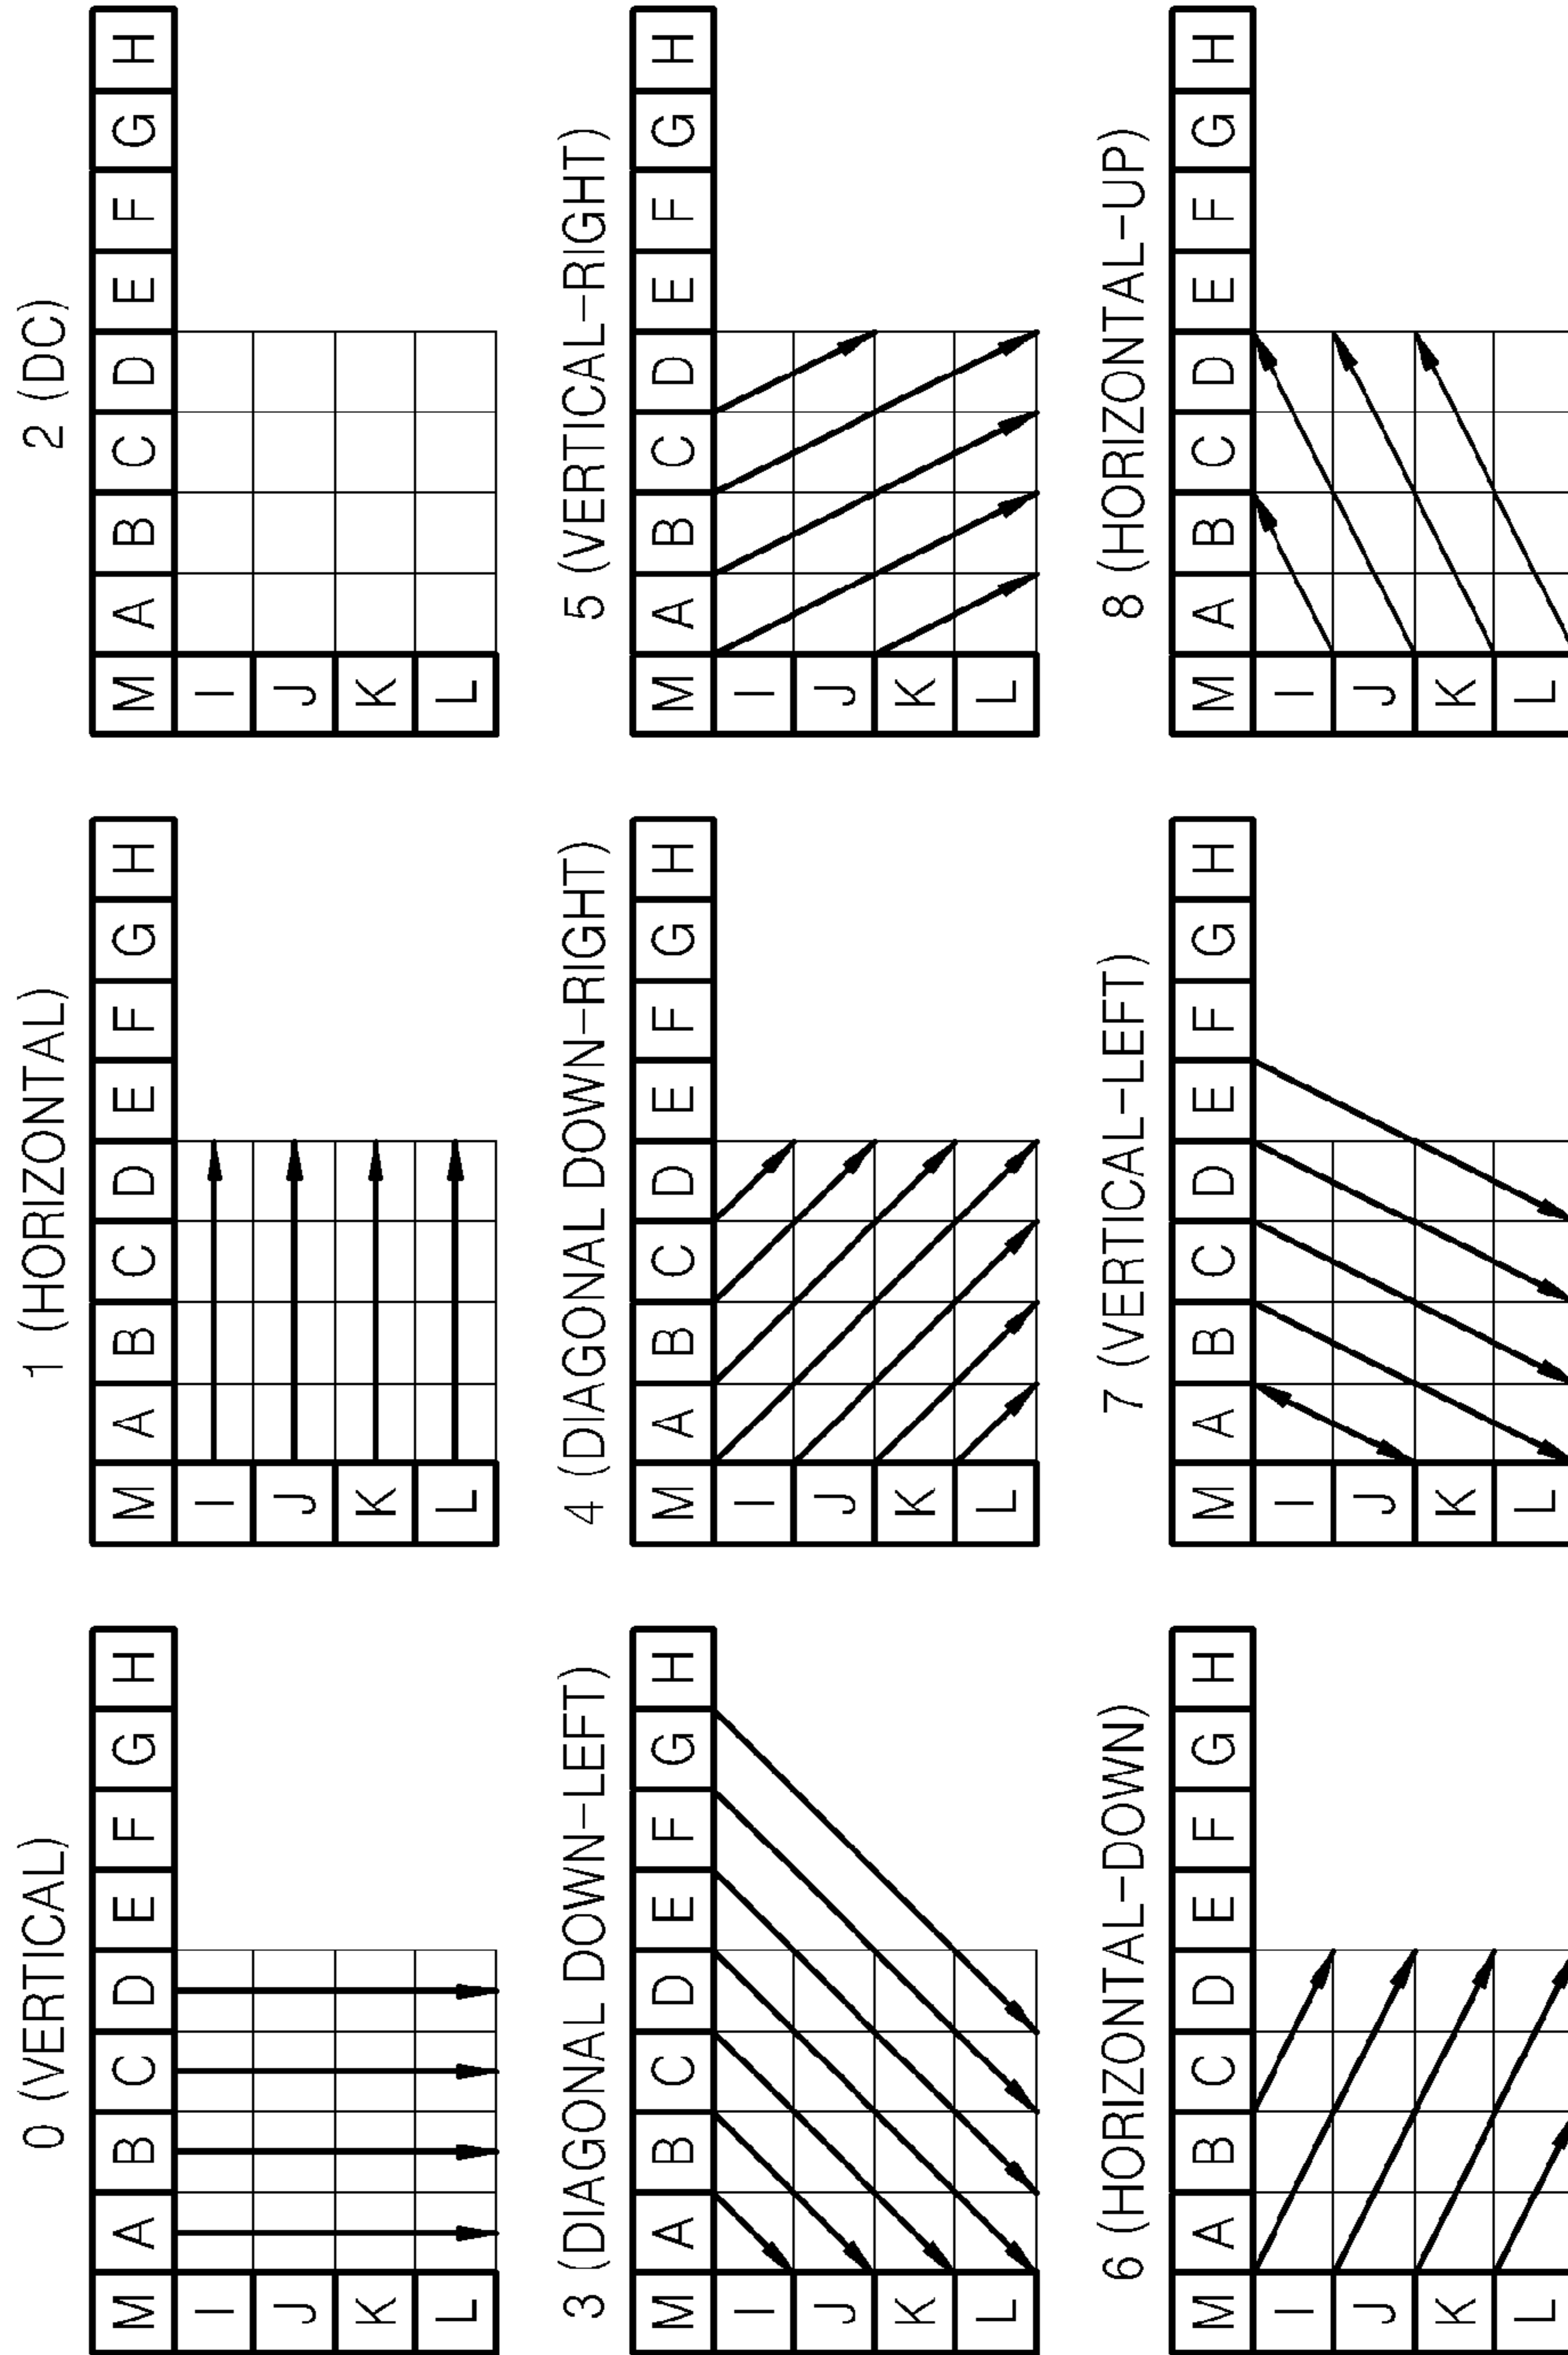 0 (VERTICAL)
M A B C D E F G H
I
J
K
L
1 (HORIZONTAL)
M A B C D E F G H
I
J
K
L
2 (DC)
M A B C D E F G H
I
J
K
L
3 (DIAGONAL DOWN-LEFT)
M A B C D E F G H
I
J
K
L
4 (DIAGONAL DOWN-RIGHT)
M A B C D E F G H
I
J
K
L
5 (VERTICAL-RIGHT)
M A B C D E F G H
I
J
K
L
6 (HORIZONTAL-DOWN)
M A B C D E F G H
I
J
K
L
7 (VERTICAL-LEFT)
M A B C D E F G H
I
J
K
L
8 (HORIZONTAL-UP)
M A B C D E F G H
I
J
K
L